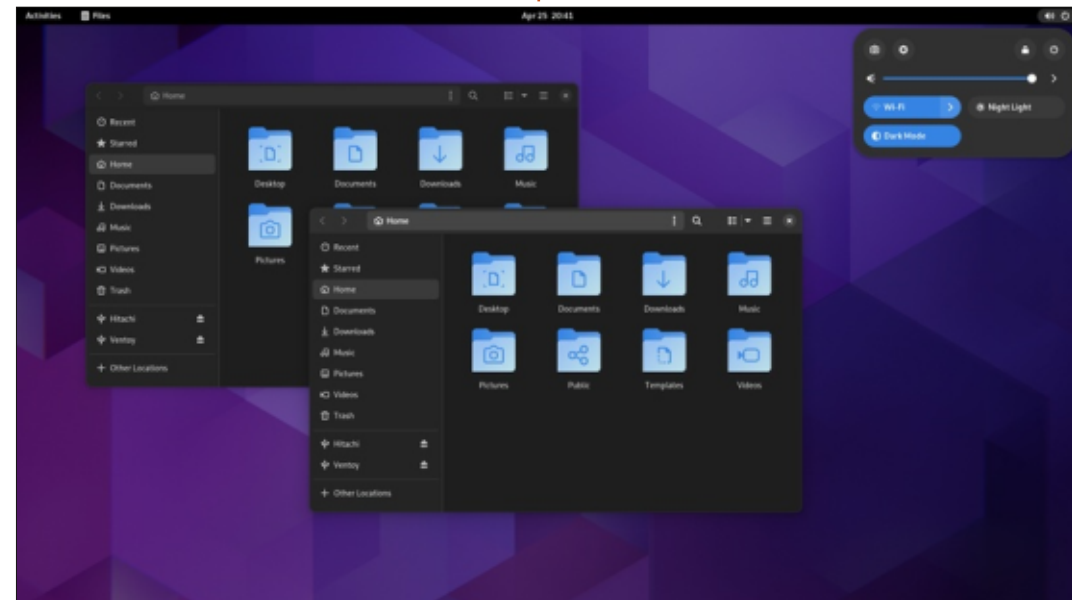 Activities Files Apr 25 20:41
Home
Recent
Starred
Home
Documents
Downloads
Music
Pictures
Videos
Trash
Hitachi
Ventoy
Other Locations
Desktop Documents Downloads Music
Pictures
Home
Recent
Starred
Home
Documents
Downloads
Music
Pictures
Videos
Trash
Hitachi
Ventoy
Other Locations
Desktop Documents Downloads Music
Pictures Public Templates Videos
Wi-Fi Night Light
Dark Mode